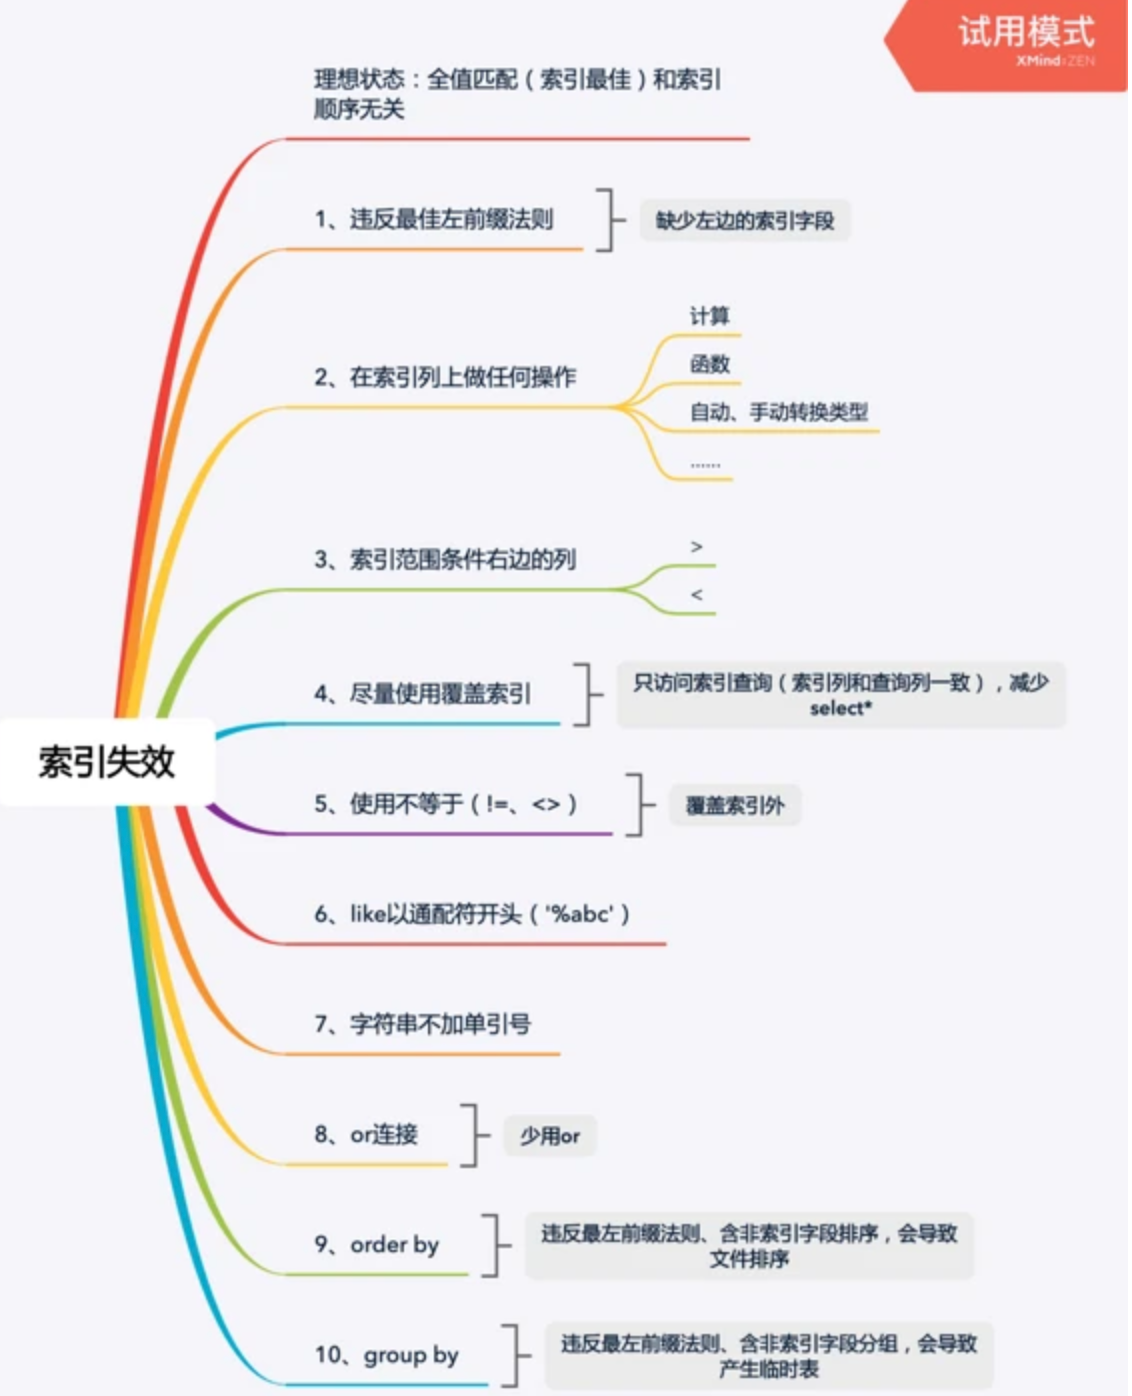 试用模式
XMind:ZEN
理想状态：全值匹配（索引最佳）和索引
顺序无关
1、违反最佳左前缀法则
缺少左边的索引字段
计算
函数
2、在索引列上做任何操作
自动、手动转换类型
······
>
3、索引范围条件右边的列
<
4、尽量使用覆盖索引
只访问索引查询（索引列和查询列一致），减少
select*
索引失效
5、使用不等于（!=、<>）
覆盖索引外
6、like以通配符开头（'%abc'）
7、字符串不加单引号
8、or连接
少用or
9、order by
违反最左前缀法则、含非索引字段排序，会导致
文件排序
10、group by
违反最左前缀法则、含非索引字段分组，会导致
产生临时表